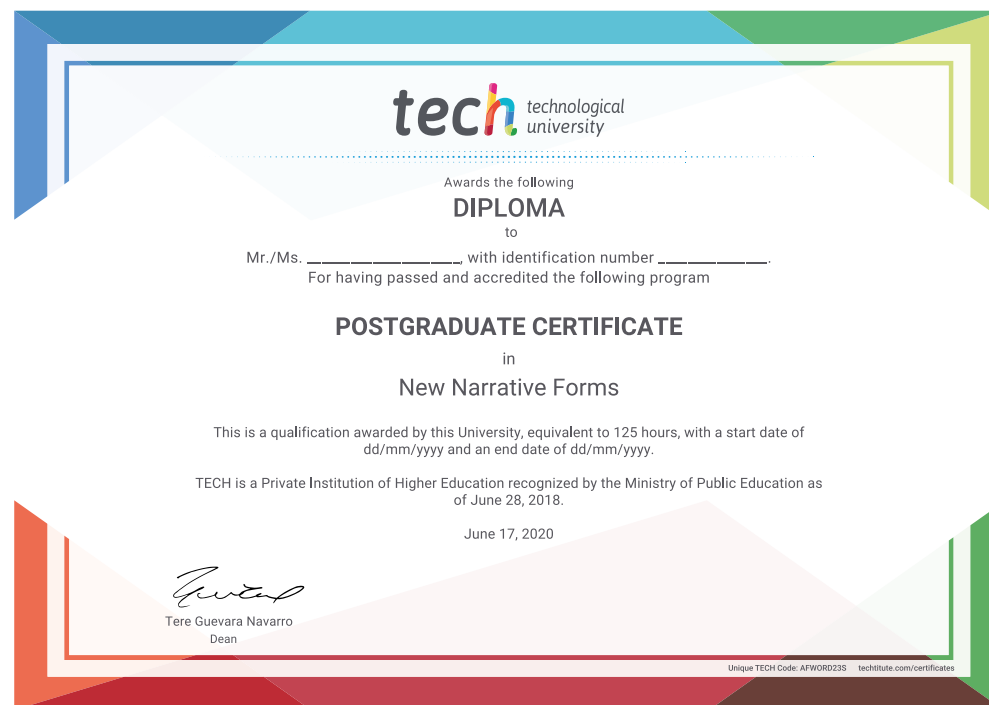 tech technological
university
Awards the following
DIPLOMA
to
Mr./Ms. ____________________, with identification number ______________.
For having passed and accredited the following program
POSTGRADUATE CERTIFICATE
in
New Narrative Forms
This is a qualification awarded by this University, equivalent to 125 hours, with a start date of
dd/mm/yyyy and an end date of dd/mm/yyyy.
TECH is a Private Institution of Higher Education recognized by the Ministry of Public Education as
of June 28, 2018.
June 17, 2020
Tere Guevara Navarro
Dean
Unique TECH Code: AFWORD23S techtitute.com/certificates